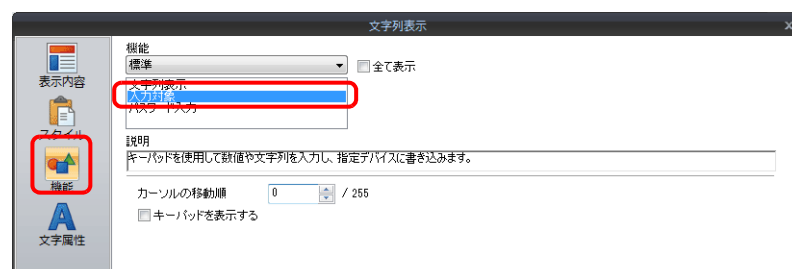 文字列表示
x
表示内容
スタイル
機能
文字属性
機能
標準
全て表示
文字列表示
入力対象
パスワード入力
説明
キーパッドを使用して数値や文字列を入力し、指定デバイスに書き込みます。
カーソルの移動順 0 / 255
キーパッドを表示する